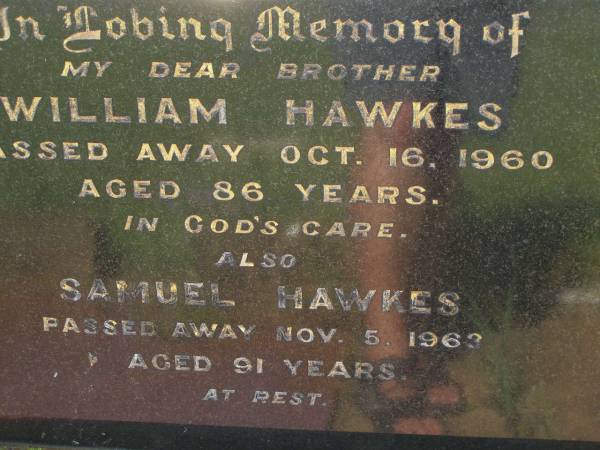 In Loving Memory of
MY DEAR BROTHER
WILLIAM HAWKES
PASSED AWAY OCT. 16, 1960
AGED 86 YEARS.
IN GOD'S CARE.
ALSO
SAMUEL HAWKES
PASSED AWAY NOV. 5, 1963
AGED 91 YEARS.
AT REST.